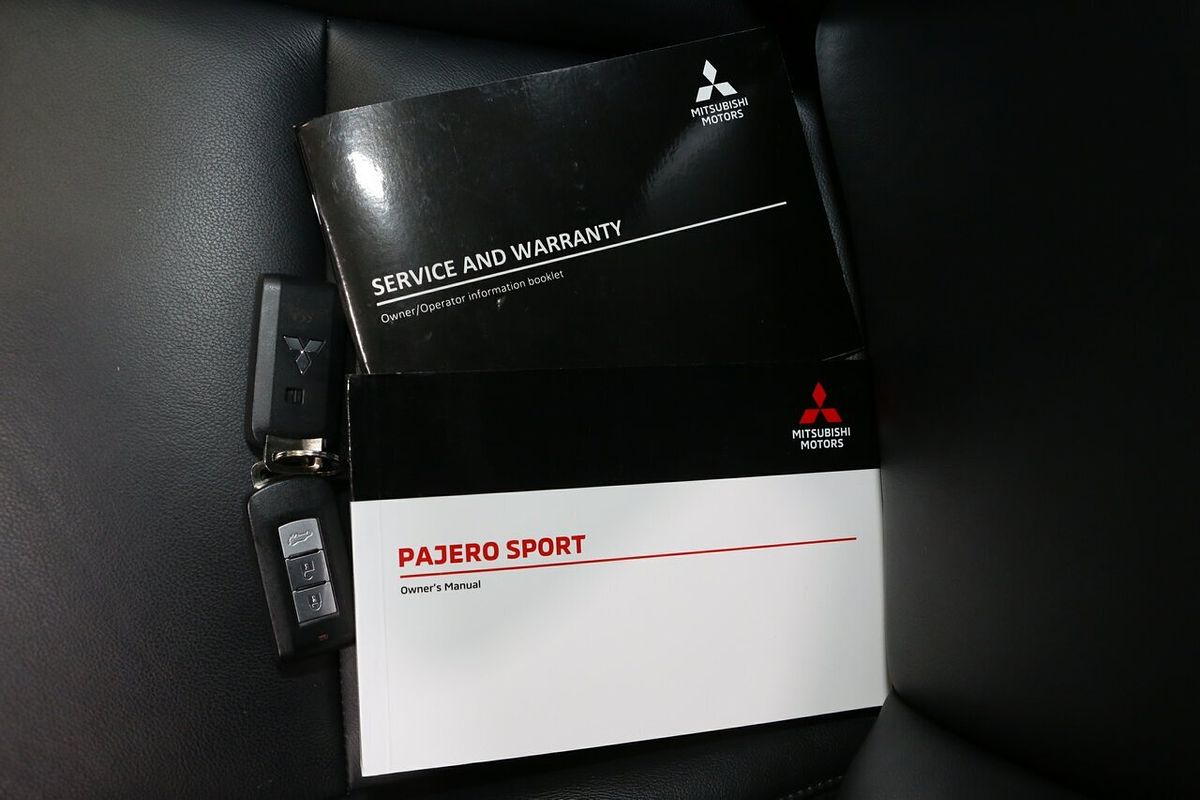 MITSUBISHI
MOTORS
SERVICE AND WARRANTY
Owner/Operator information booklet
MITSUBISHI
MOTORS
PAJERO SPORT
Owner's Manual